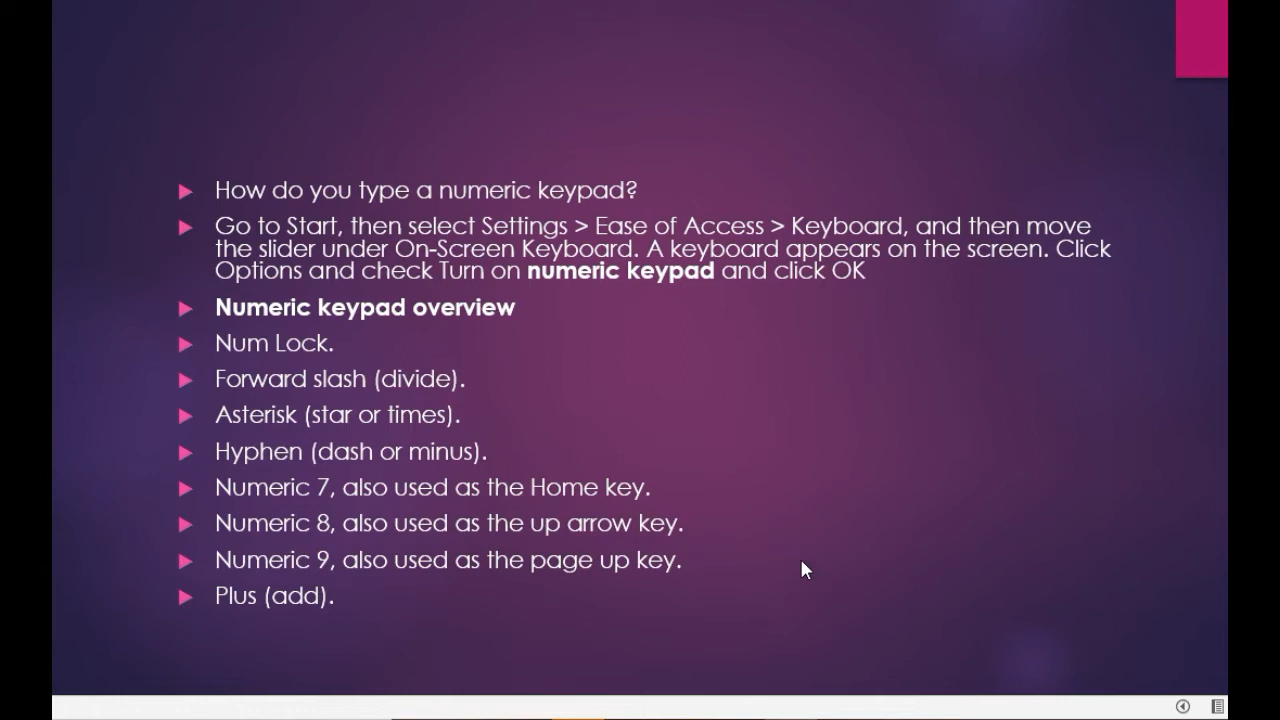 How do you type a numeric keypad?
Go to Start, then select Settings > Ease of Access > Keyboard, and then move
the slider under On-Screen Keyboard. A keyboard appears on the screen. Click
Options and check Turn on numeric keypad and click OK
Numeric keypad overview
Num Lock.
Forward slash (divide).
Asterisk (star or times).
Hyphen (dash or minus).
Numeric 7, also used as the Home key.
Numeric 8, also used as the up arrow key.
Numeric 9, also used as the page up key.
Plus (add).